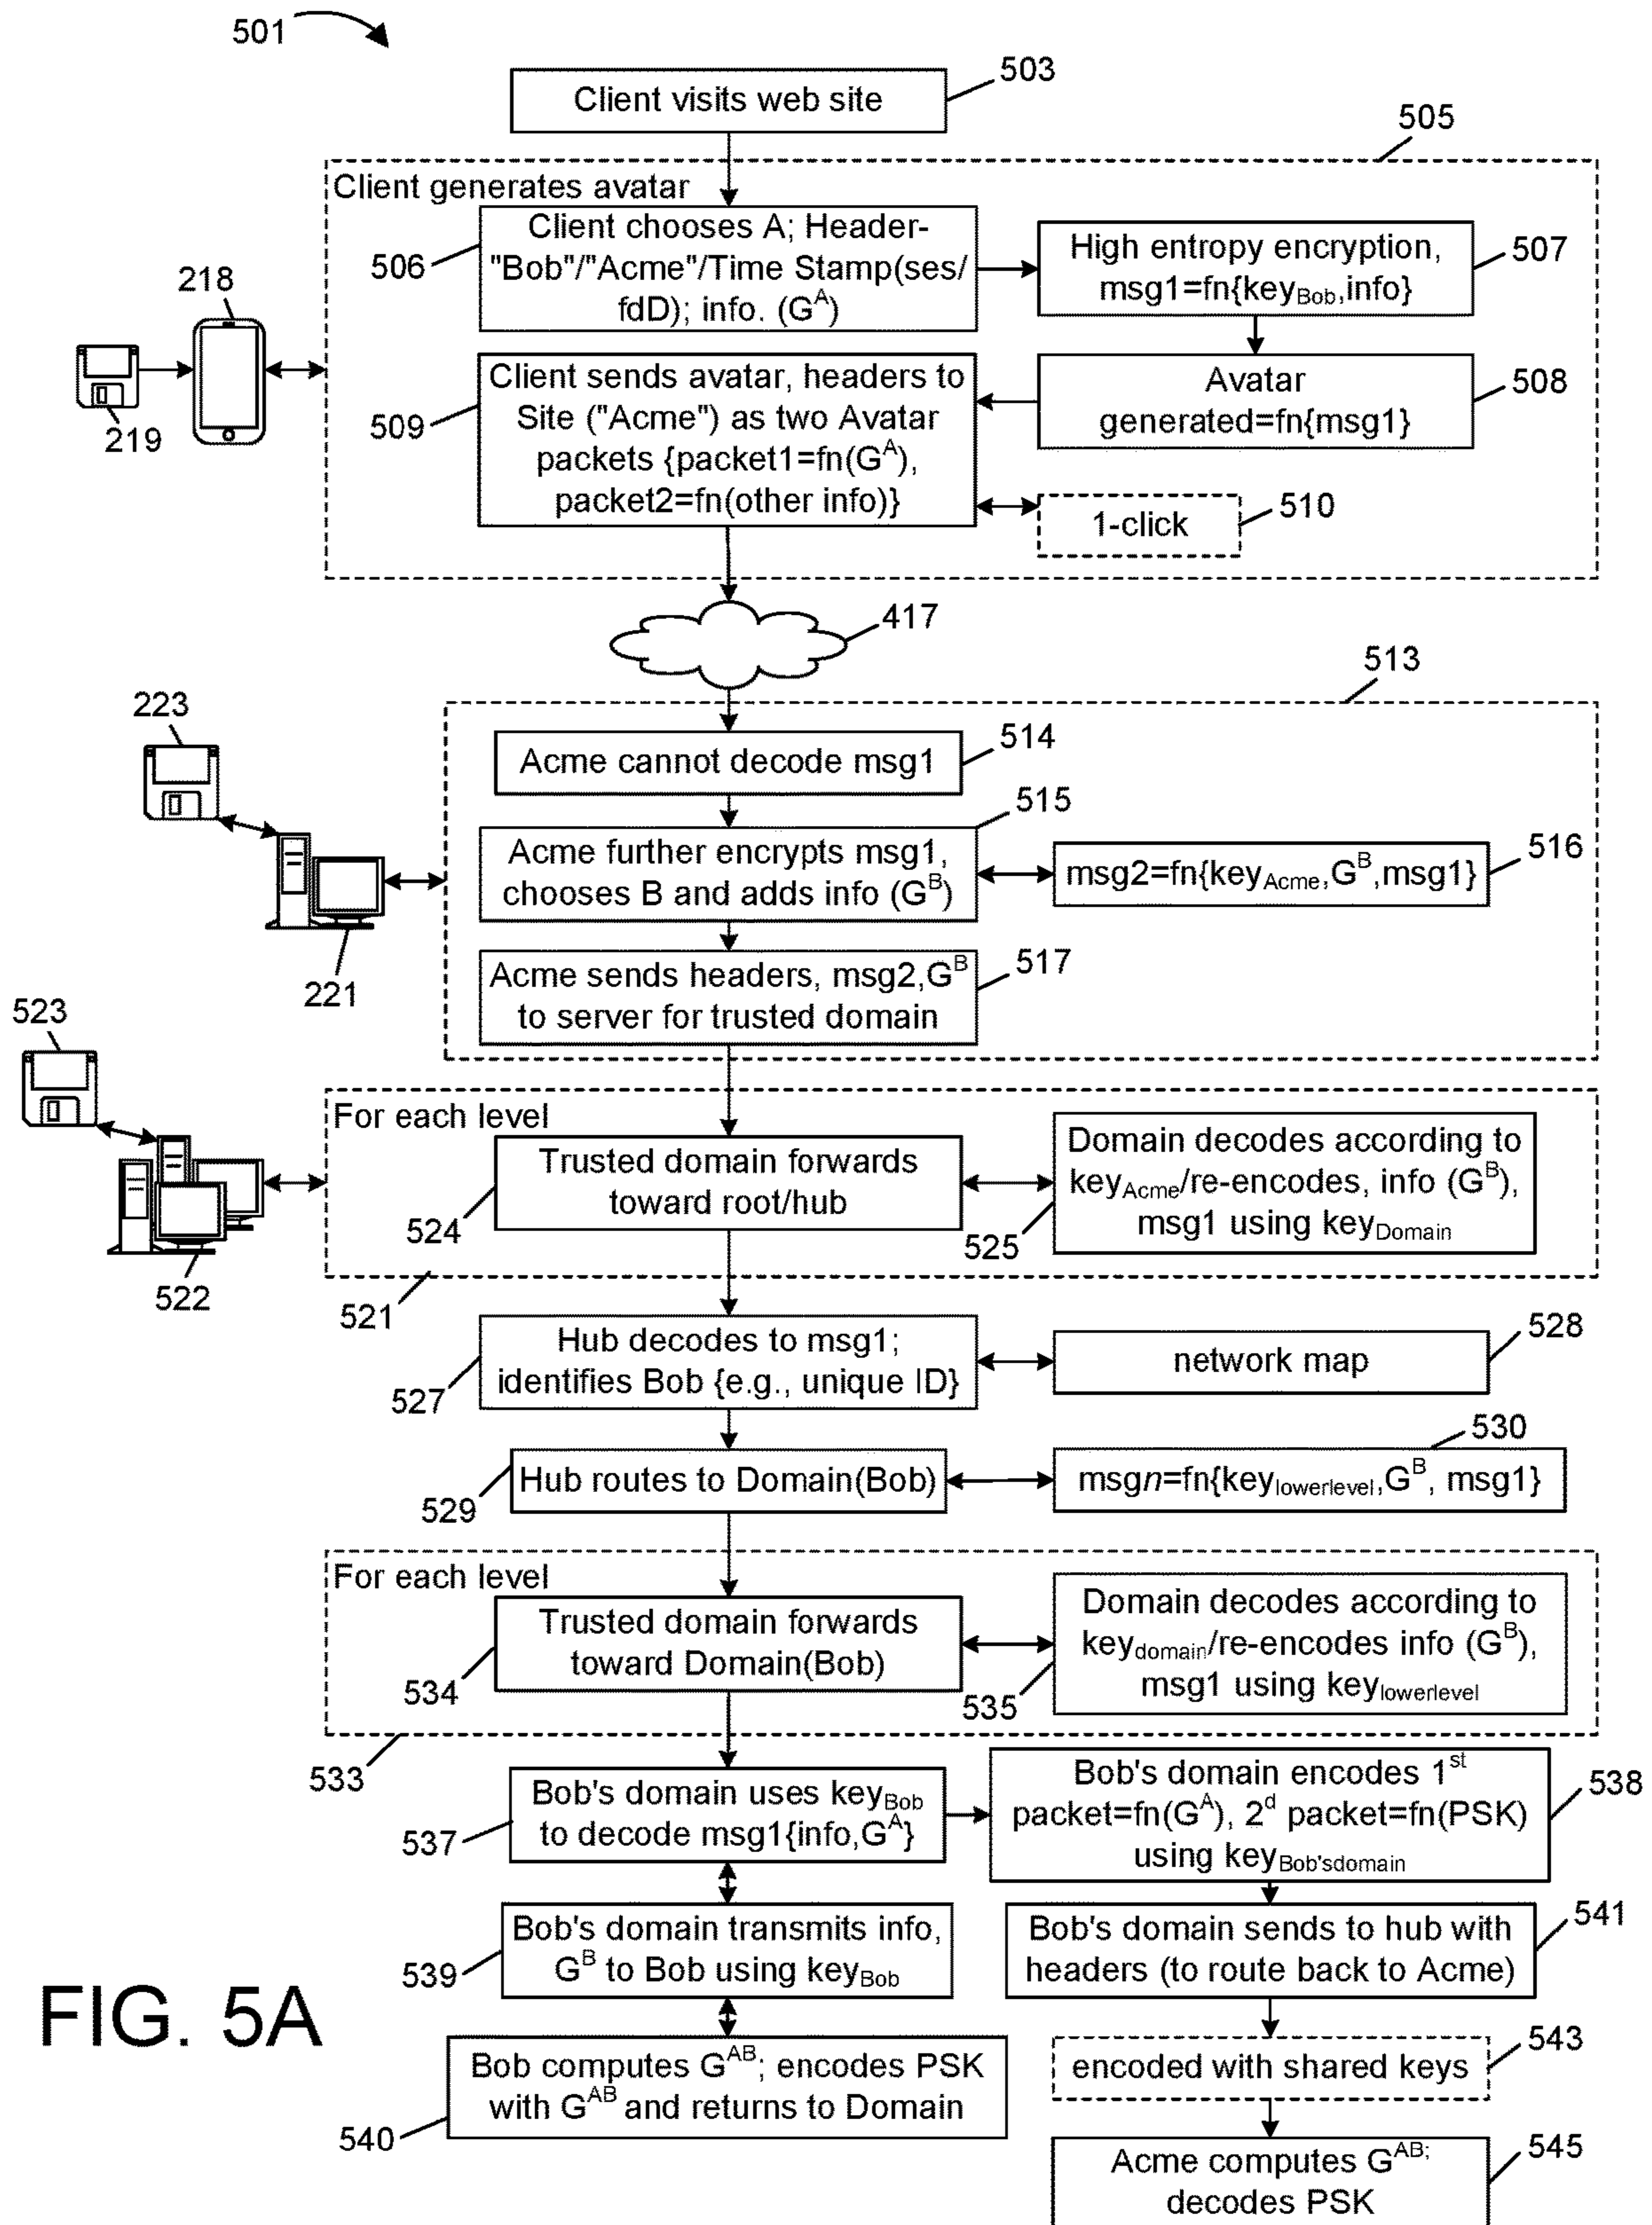 501
503
Client visits web site
505
Client generates avatar
Client chooses A; Header-
"Bob"/"Acme"/Time Stamp(ses/
fdD); info. (G^A)
506
High entropy encryption,
msg1=fn{key_Bob,info}
507
218
219
Client sends avatar, headers to
Site ("Acme") as two Avatar
packets {packet1=fn(G^A),
packet2=fn(other info)}
509
Avatar
generated=fn{msg1}
508
1-click
510
417
513
223
221
Acme cannot decode msg1
514
Acme further encrypts msg1,
chooses B and adds info (G^B)
515
msg2=fn{key_Acme,G^B,msg1}
516
Acme sends headers, msg2,G^B
to server for trusted domain
517
523
522
For each level
Trusted domain forwards
toward root/hub
524
Domain decodes according to
key_Acme/re-encodes, info (G^B),
msg1 using key_Domain
525
521
Hub decodes to msg1;
identifies Bob {e.g., unique ID}
527
network map
528
Hub routes to Domain(Bob)
529
msgn=fn{key_lowerlevel,G^B, msg1}
530
For each level
Trusted domain forwards
toward Domain(Bob)
534
Domain decodes according to
key_domain/re-encodes info (G^B),
msg1 using key_lowerlevel
535
533
Bob's domain uses key_Bob
to decode msg1{info,G^A}
537
Bob's domain encodes 1^st
packet=fn(G^A), 2^d packet=fn(PSK)
using key_Bob'sdomain
538
Bob's domain transmits info,
G^B to Bob using key_Bob
539
Bob's domain sends to hub with
headers (to route back to Acme)
541
Bob computes G^AB; encodes PSK
with G^AB and returns to Domain
540
encoded with shared keys
543
Acme computes G^AB;
decodes PSK
545
FIG. 5A